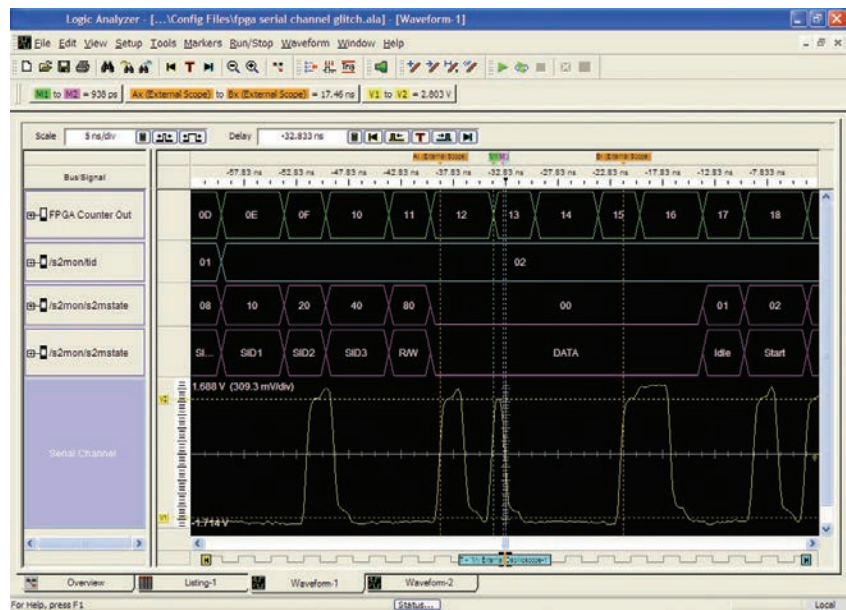 Logic Analyzer - [...\Config Files\fpga serial channel glitch.ala] - [Waveform-1]
File Edit View Setup Tools Markers Run/Stop Waveform Window Help
M1 to M2 = 938 ps Ax (External Scope) to Bx (External Scope) = 17.46 ns V1 to V2 = 2.803 V
Scale 5 ns/div Delay -32.833 ns
Bus/Signal
-57.83 ns -52.83 ns -47.83 ns -42.83 ns -37.83 ns -32.83 ns -27.83 ns -22.83 ns -17.83 ns -12.83 ns -7.833 ns
FPGA Counter Out 0D 0E 0F 10 11 12 13 14 15 16 17 18
/s2mon/tid 01 02
/s2mon/s2mstate 08 10 20 40 80 00 01 02
/s2mon/s2mstate SI... SID1 SID2 SID3 R/W DATA Idle Start
1.688 V (309.3 mV/div)
V2
Serial Channel
V1
-1.714 V
Overview Listing-1 Waveform-1 Waveform-2
For Help, press F1 Status... Local